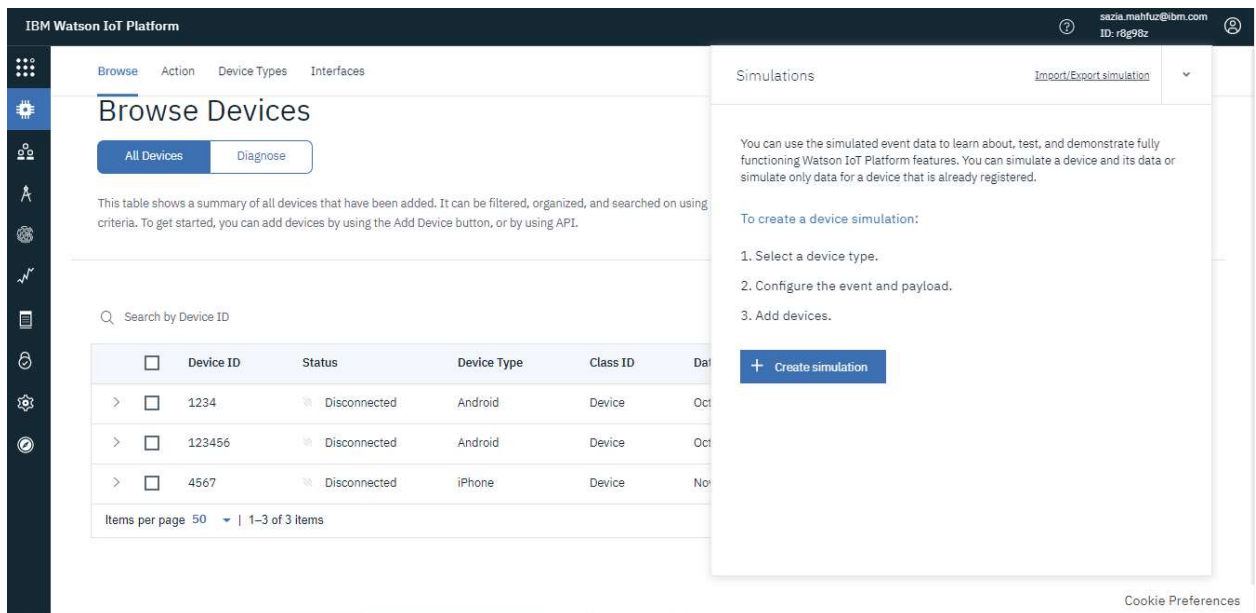 IBM Watson IoT Platform
sazia.mahfuz@ibm.com
ID: r8g98z
Browse Action Device Types Interfaces
Browse Devices
All Devices Diagnose
This table shows a summary of all devices that have been added. It can be filtered, organized, and searched on using
criteria. To get started, you can add devices by using the Add Device button, or by using API.
Search by Device ID
Device ID Status Device Type Class ID Dat
1234 Disconnected Android Device Oct
123456 Disconnected Android Device Oct
4567 Disconnected iPhone Device Nov
Items per page 50 | 1–3 of 3 items
Simulations Import/Export simulation
You can use the simulated event data to learn about, test, and demonstrate fully
functioning Watson IoT Platform features. You can simulate a device and its data or
simulate only data for a device that is already registered.
To create a device simulation:
1. Select a device type.
2. Configure the event and payload.
3. Add devices.
+ Create simulation
Cookie Preferences